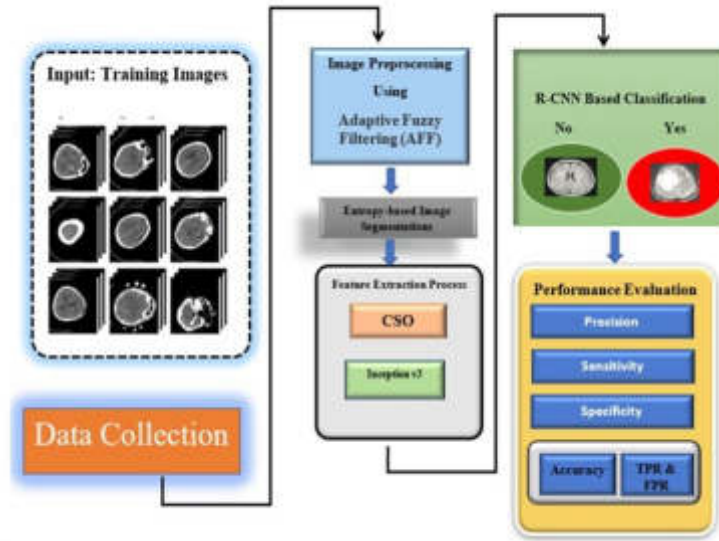 Input: Training Images
Data Collection
Image Preprocessing
Using
Adaptive Fuzzy
Filtering (AFF)
Entropy-based Image
Segmentations
Feature Extraction Process
CSO
Inception v3
R-CNN Based Classification
No
Yes
Performance Evaluation
Precision
Sensitivity
Specificity
Accuracy
TPR &
FPR